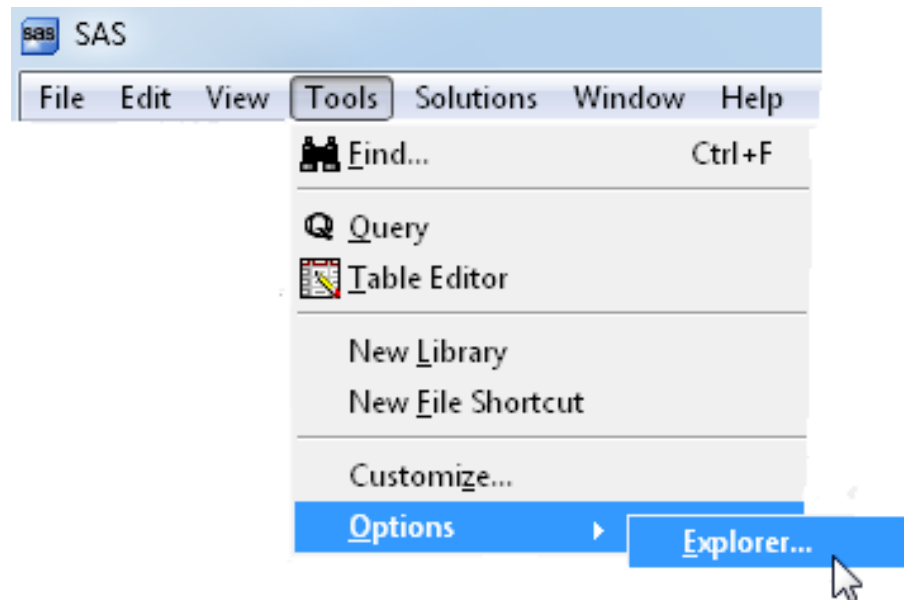 sas SAS
File Edit View Tools Solutions Window Help
Find... Ctrl+F
Query
Table Editor
New Library
New File Shortcut
Customize...
Options
Explorer...